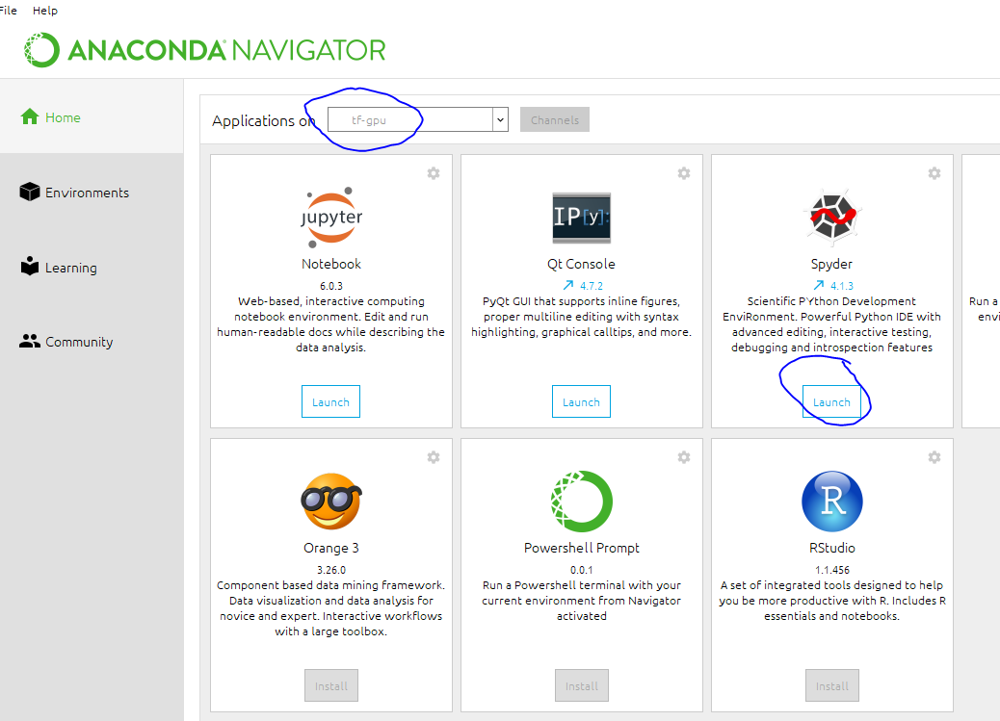 File Help
ANACONDA NAVIGATOR
Home
Environments
Learning
Community
Applications on tf-gpu Channels
jupyter
Notebook
6.0.3
Web-based, interactive computing
notebook environment. Edit and run
human-readable docs while describing the
data analysis.
Launch
IP[y]:
Qt Console
4.7.2
PyQt GUI that supports inline figures,
proper multiline editing with syntax
highlighting, graphical calltips, and more.
Launch
Spyder
4.1.3
Scientific PYthon Development
EnviRonment. Powerful Python IDE with
advanced editing, interactive testing,
debugging and introspection features
Launch
Run a
envi
Orange 3
3.26.0
Component based data mining framework.
Data visualization and data analysis for
novice and expert. Interactive workflows
with a large toolbox.
Install
Powershell Prompt
0.0.1
Run a Powershell terminal with your
current environment from Navigator
activated
Install
R
RStudio
1.1.456
A set of integrated tools designed to help
you be more productive with R. Includes R
essentials and notebooks.
Install